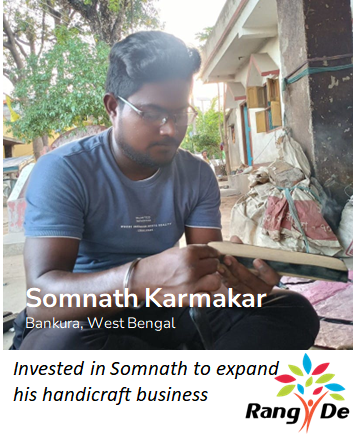 Somnath Karmakar
Bankura, West Bengal
Invested in Somnath to expand
his handicraft business
Rang De